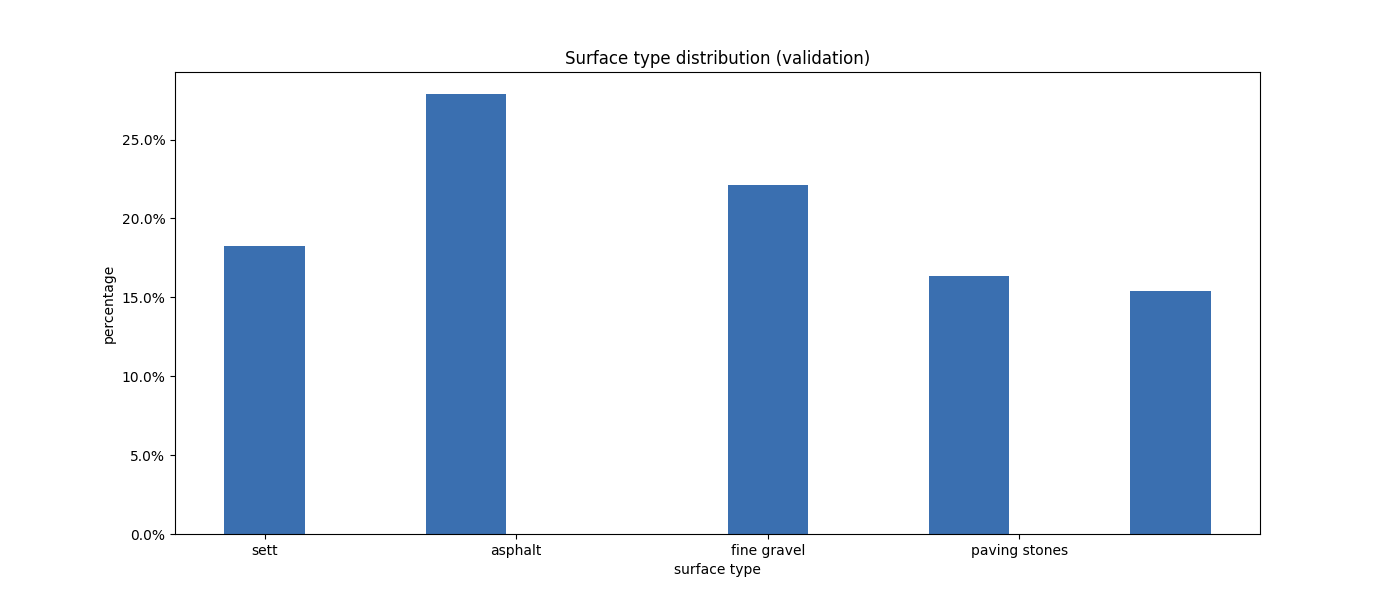 Surface type distribution (validation)
25.0%
20.0%
15.0%
10.0%
5.0%
0.0%
percentage
sett asphalt fine gravel paving stones
surface type